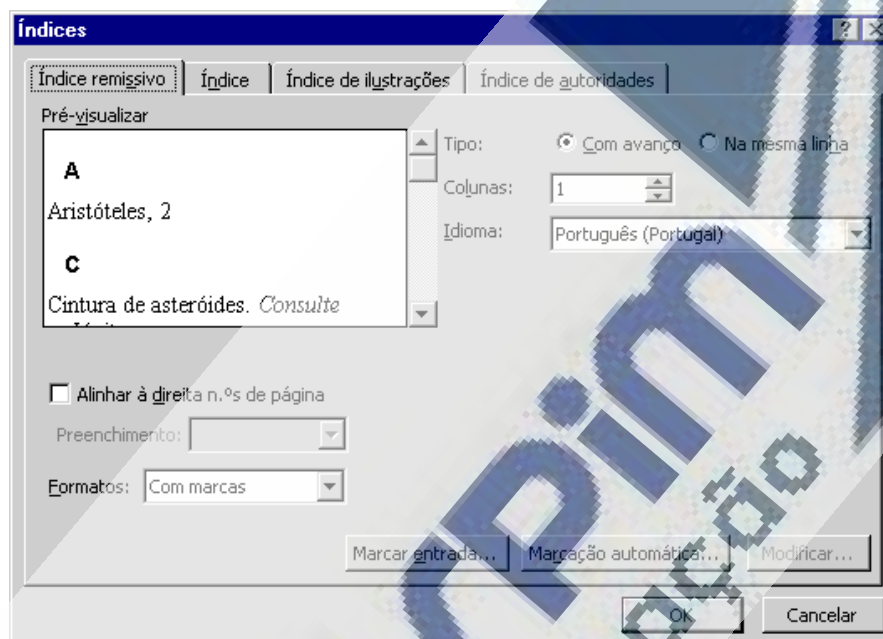 Índices
Índice remissivo Índice Índice de ilustrações Índice de autoridades
Pré-visualizar
A
Aristóteles, 2
C
Cintura de asteróides. Consulte
Tipo: Com avanço Na mesma linha
Colunas: 1
Idioma: Português (Portugal)
Alinhar à direita n.ºs de página
Preenchimento:
Formatos: Com marcas
Marcar entrada... Marcação automática... Modificar...
OK Cancelar